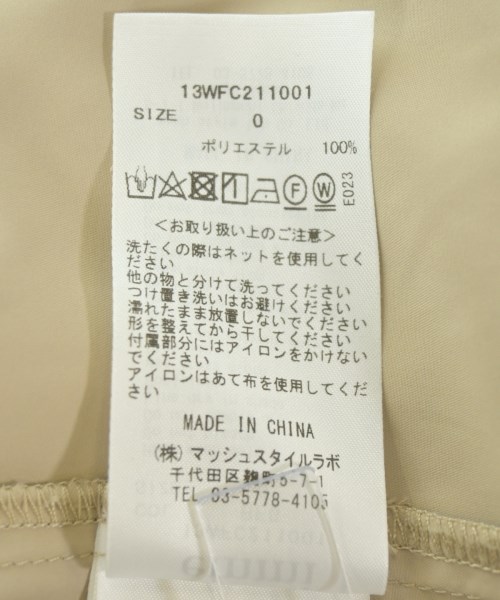 13WFC211001
SIZE 0
ポリエステル 100%
F W E023
<お取り扱い上のご注意>
洗たくの際はネットを使用してく
ださい
他の物と分けて洗ってください
つけ置き洗いはお避けください
濡れたまま放置しないでください
形を整えてから干してください
付属部分にはアイロンをかけない
でください
アイロンはあて布を使用してくだ
さい
MADE IN CHINA
(株) マッシュスタイルラボ
千代田区麹町5-7-1
TEL 03-5778-4105